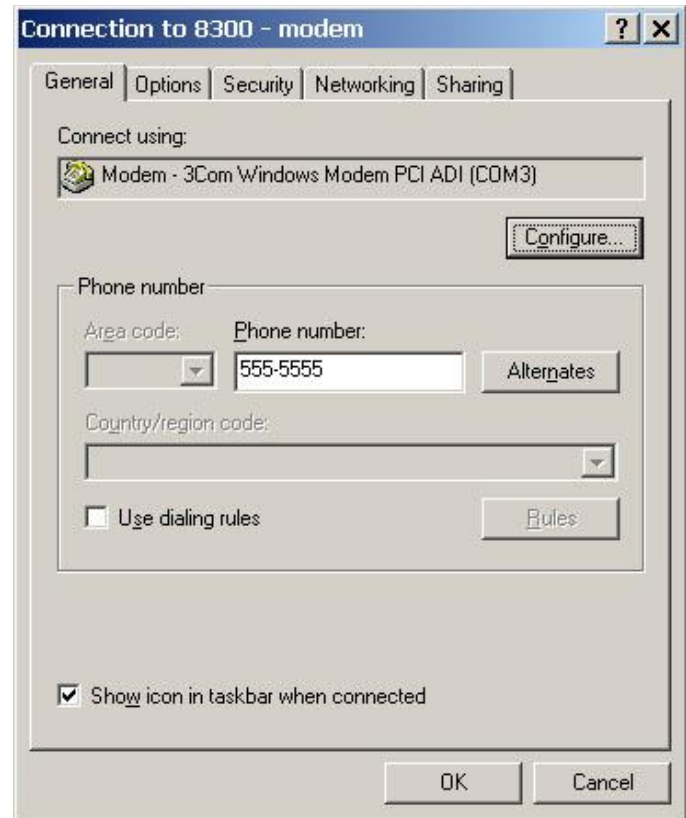 Connection to 8300 - modem
General Options Security Networking Sharing
Connect using:
Modem - 3Com Windows Modem PCI ADI (COM3)
Configure...
Phone number
Area code: Phone number:
555-5555 Alternates
Country/region code:
Use dialing rules Rules
Show icon in taskbar when connected
OK Cancel